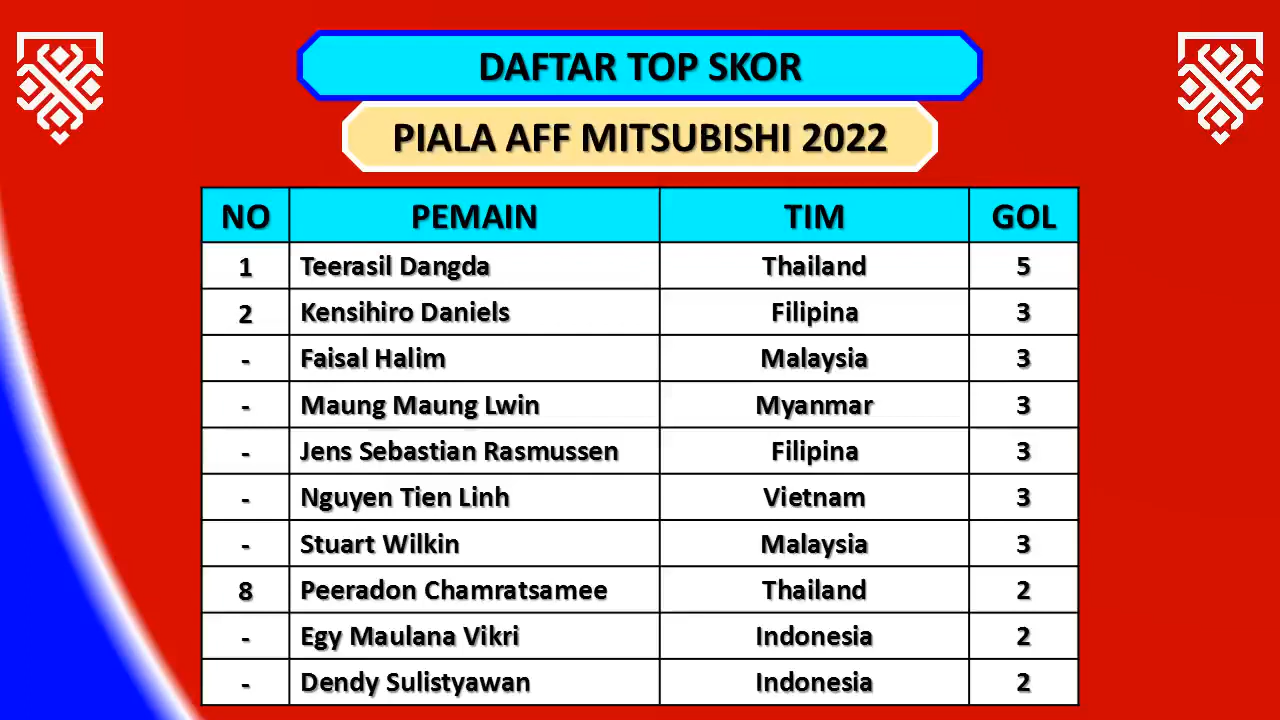 DAFTAR TOP SKOR
PIALA AFF MITSUBISHI 2022
NO PEMAIN TIM GOL
1 Teerasil Dangda Thailand 5
2 Kensihiro Daniels Filipina 3
- Faisal Halim Malaysia 3
- Maung Maung Lwin Myanmar 3
- Jens Sebastian Rasmussen Filipina 3
- Nguyen Tien Linh Vietnam 3
- Stuart Wilkin Malaysia 3
8 Peeradon Chamratsamee Thailand 2
- Egy Maulana Vikri Indonesia 2
- Dendy Sulistyawan Indonesia 2